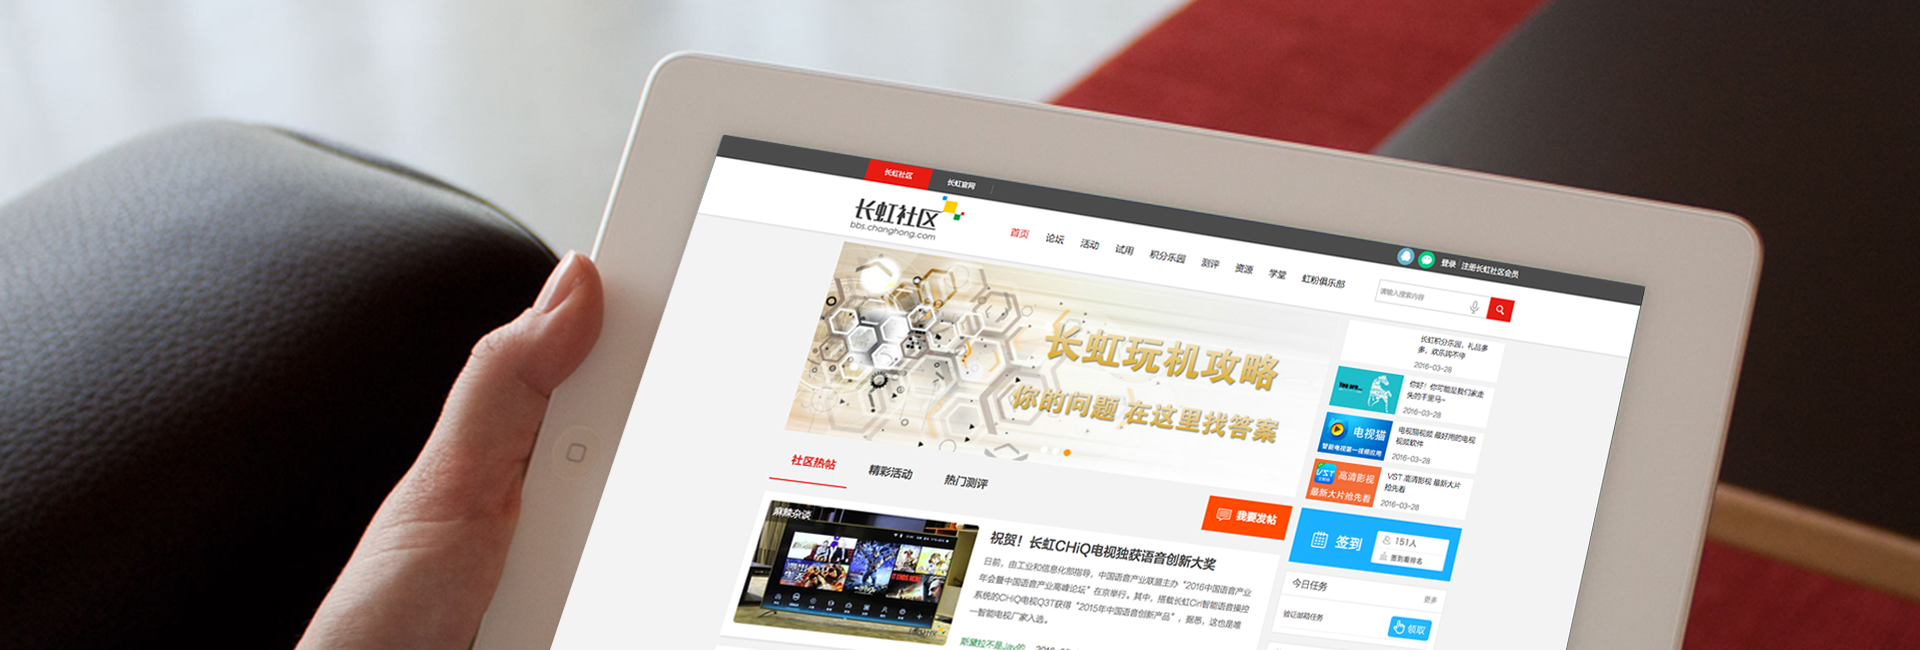 长虹社区
长虹官网
登录
注册长虹社区会员
长虹社区
bbs.changhong.com
首页
论坛
活动
试用
积分乐园
测评
资源
学堂
虹粉俱乐部
请输入搜索内容
长虹玩机攻略
你的问题 在这里找答案
长虹积分乐园，礼品多
多，欢乐闹不停
2016-03-28
You are...
你好！你可能是我们家走
失的千里马~
2016-03-28
电视猫
智能电视第一视频应用
电视猫视频 最好用的电视
视频软件
2016-03-28
VST
高清影视
最新大片抢先看
VST 高清影视 最新大片
抢先看
2016-03-28
社区热帖
精彩活动
热门测评
我要发帖
签到
151人
签到看排名
麻辣杂谈
祝贺！长虹CHiQ电视独获语音创新大奖
日前，由工业和信息化部指导，中国语音产业联盟主办“2016中国语音产业
年会暨中国语音产业高峰论坛”在京举行。其中，搭载长虹Ciri智能语音操控
系统的CHiQ电视Q3T获得“2015年中国语音创新产品”，据悉，这也是唯
一智能电视厂家入选。
今日任务
更多
验证邮箱任务
领取